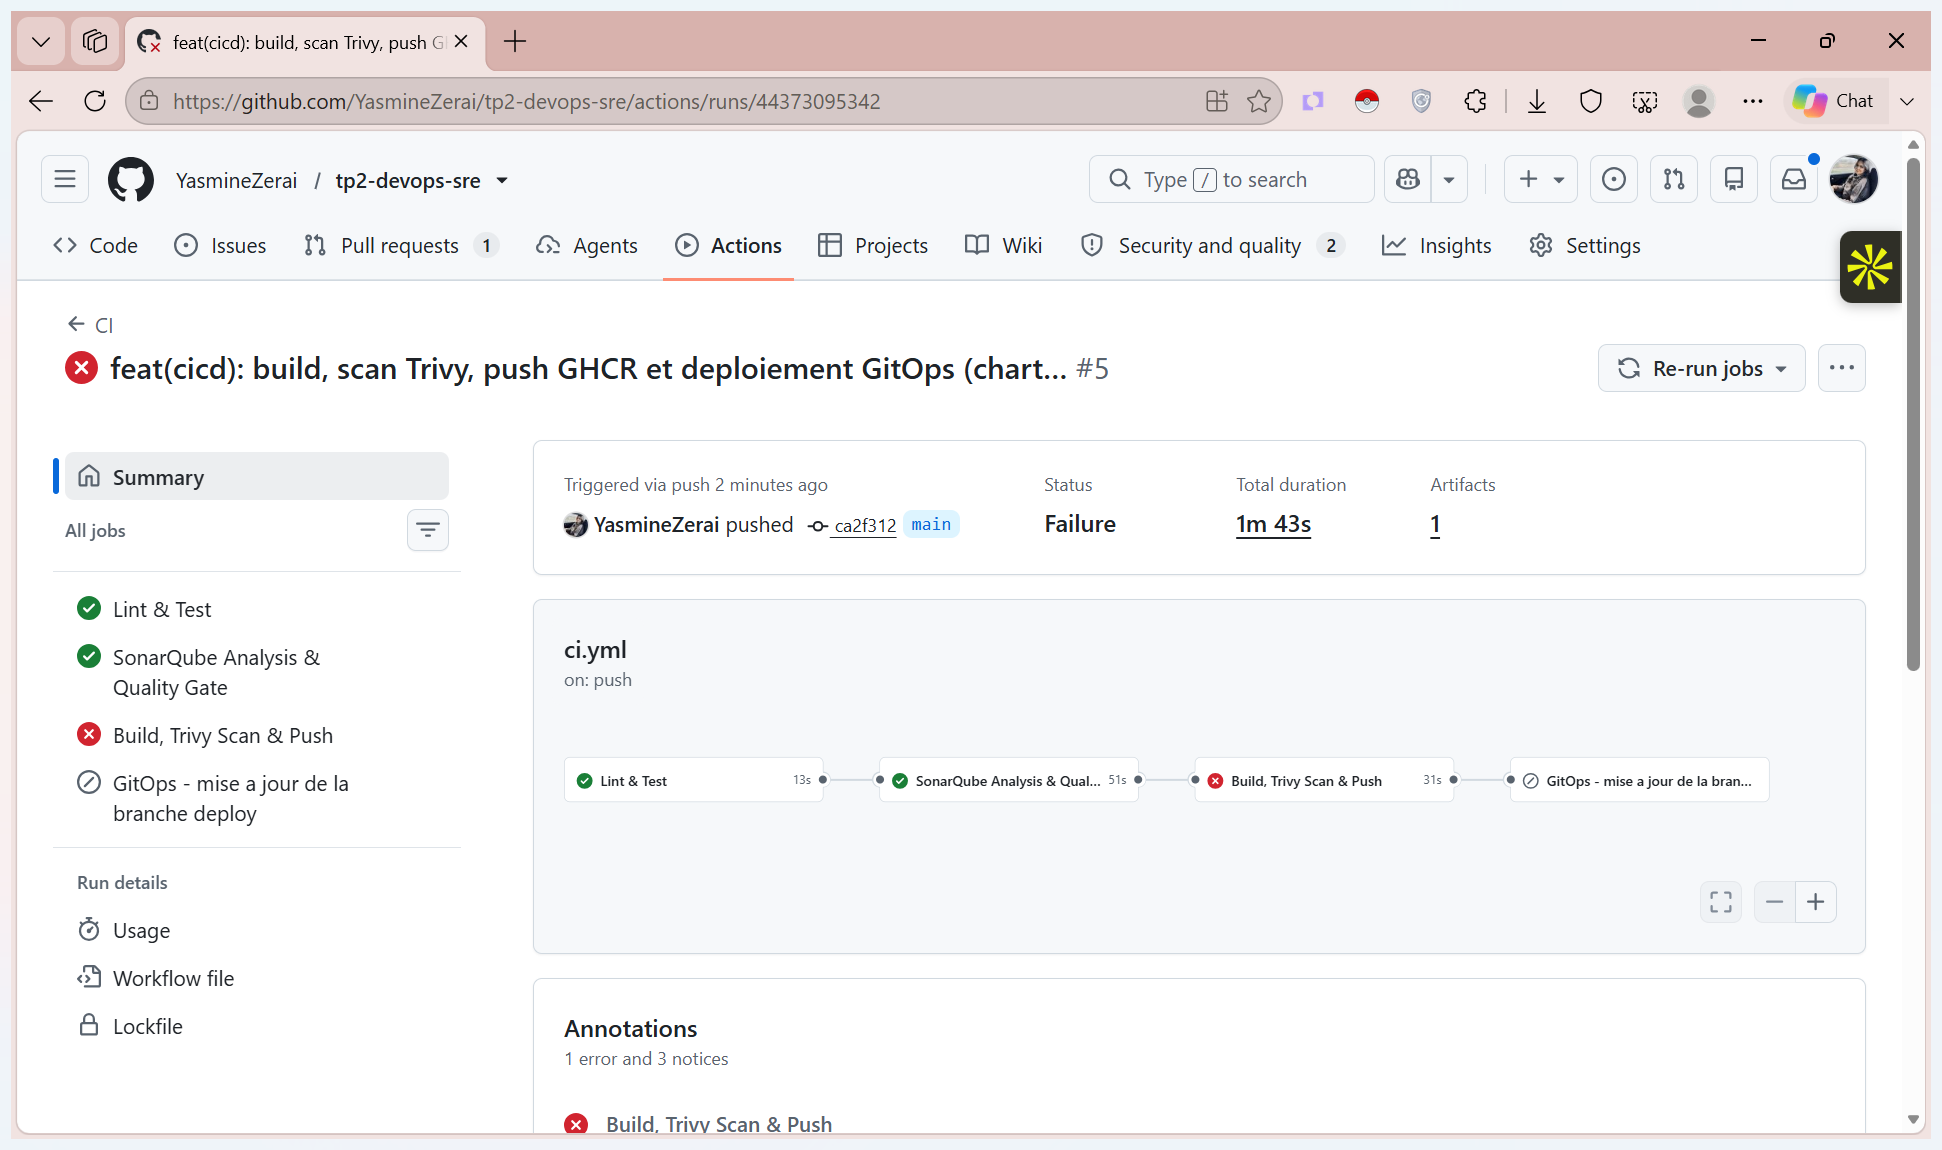 feat(cicd): build, scan Trivy, push G
https://github.com/YasmineZerai/tp2-devops-sre/actions/runs/44373095342
Chat
YasmineZerai / tp2-devops-sre
Type / to search
Code
Issues
Pull requests 1
Agents
Actions
Projects
Wiki
Security and quality 2
Insights
Settings
CI
feat(cicd): build, scan Trivy, push GHCR et deploiement GitOps (chart... #5
Re-run jobs
Summary
All jobs
Lint & Test
SonarQube Analysis &
Quality Gate
Build, Trivy Scan & Push
GitOps - mise a jour de la
branche deploy
Run details
Usage
Workflow file
Lockfile
Triggered via push 2 minutes ago
YasmineZerai pushed ca2f312 main
Status
Failure
Total duration
1m 43s
Artifacts
1
ci.yml
on: push
Lint & Test 13s
SonarQube Analysis & Qual... 51s
Build, Trivy Scan & Push 31s
GitOps - mise a jour de la bran...
Annotations
1 error and 3 notices
Build, Trivy Scan & Push